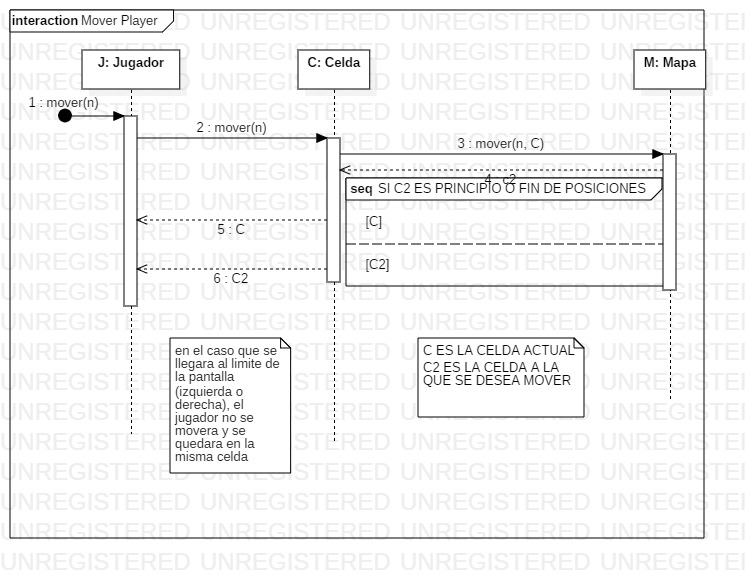 interaction Mover Player
J: Jugador
C: Celda
M: Mapa
1 : mover(n)
2 : mover(n)
3 : mover(n, C)
4 : c2
seq SI C2 ES PRINCIPIO O FIN DE POSICIONES
[C]
5 : C
[C2]
6 : C2
en el caso que se
llegara al limite de
la pantalla
(izquierda o
derecha), el
jugador no se
movera y se
quedara en la
misma celda
C ES LA CELDA ACTUAL
C2 ES LA CELDA A LA
QUE SE DESEA MOVER
UNREGISTERED UNREGISTERED UNREGISTERED UNREGISTERED